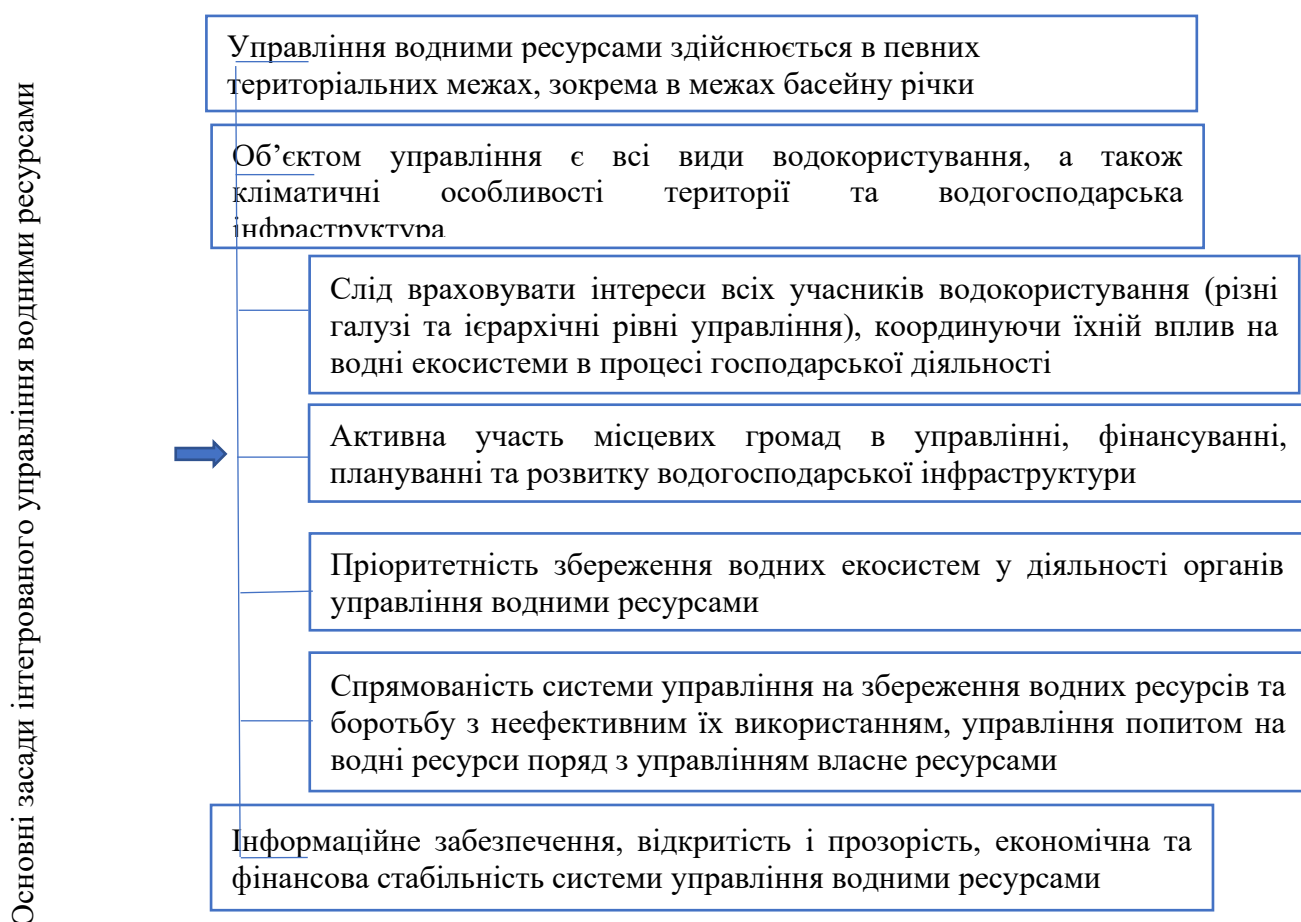 Основні засади інтегрованого управління водними ресурсами
Управління водними ресурсами здійснюється в певних
територіальних межах, зокрема в межах басейну річки
Об’єктом управління є всі види водокористування, а також
кліматичні особливості території та водогосподарська
інфраструктура
Слід враховувати інтереси всіх учасників водокористування (різні
галузі та ієрархічні рівні управління), координуючи їхній вплив на
водні екосистеми в процесі господарської діяльності
Активна участь місцевих громад в управлінні, фінансуванні,
плануванні та розвитку водогосподарської інфраструктури
Пріоритетність збереження водних екосистем у діяльності органів
управління водними ресурсами
Спрямованість системи управління на збереження водних ресурсів та
боротьбу з неефективним їх використанням, управління попитом на
водні ресурси поряд з управлінням власне ресурсами
Інформаційне забезпечення, відкритість і прозорість, економічна та
фінансова стабільність системи управління водними ресурсами